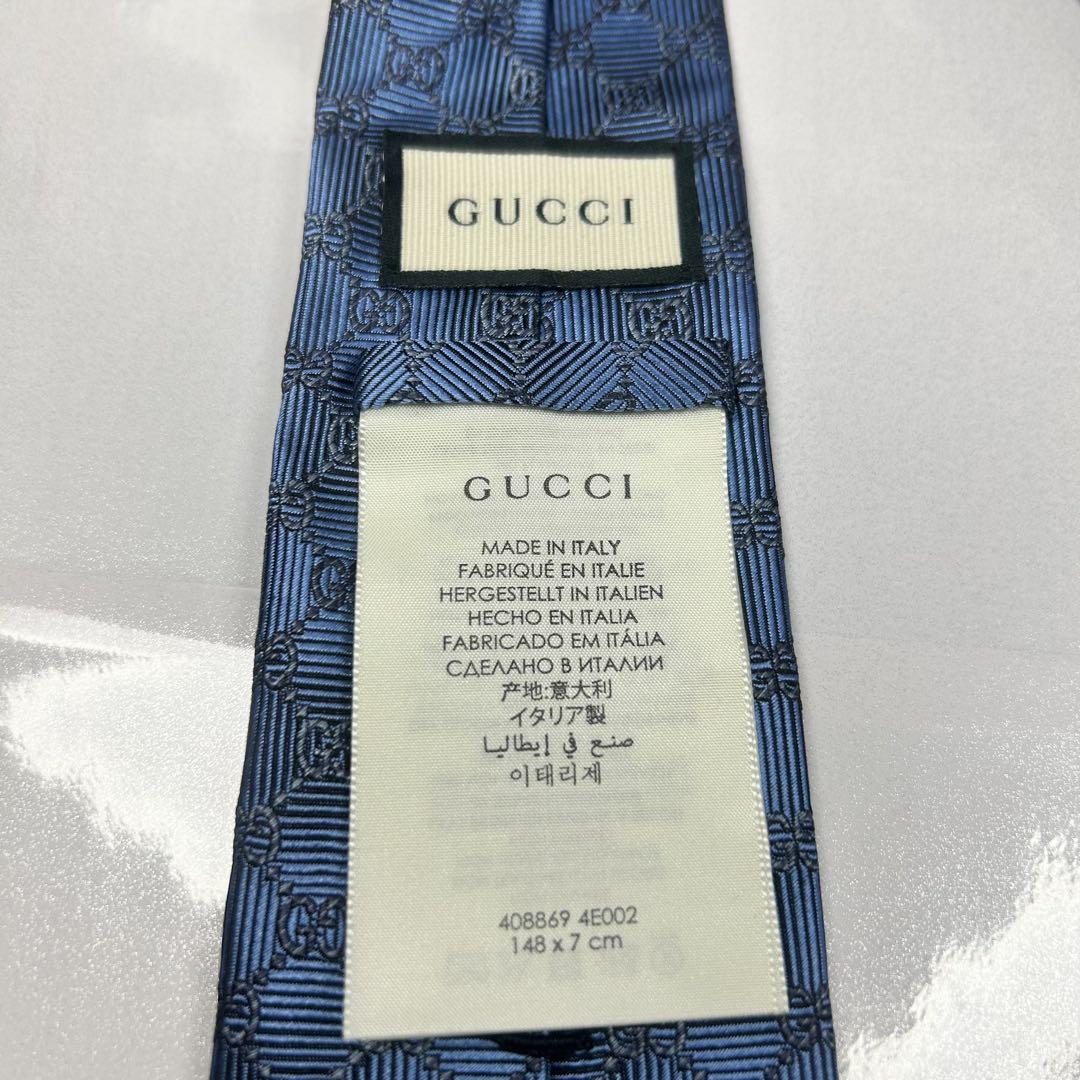 GUCCI
GUCCI
MADE IN ITALY
FABRIQUÉ EN ITALIE
HERGESTELLT IN ITALIEN
HECHO EN ITALIA
FABRICADO EM ITÁLIA
СДЕЛАНО В ИТАЛИИ
产地:意大利
イタリア製
صنع في إيطاليا
이태리제
408869 4E002
148 x 7 cm